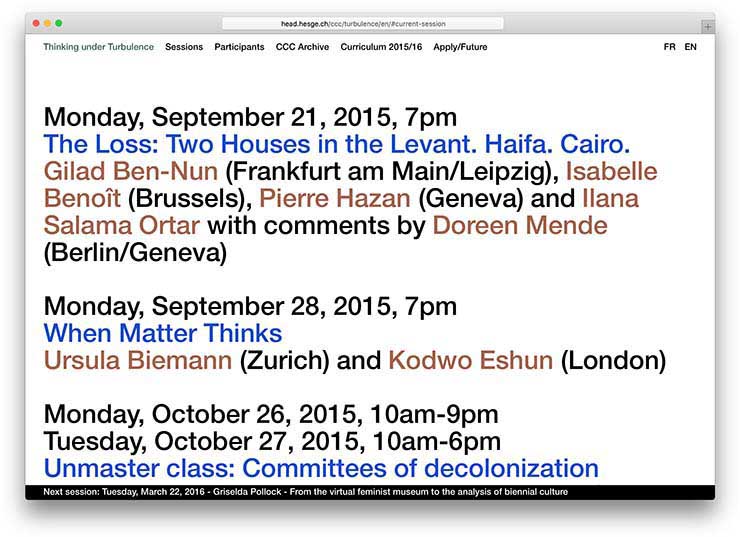 head.hesge.ch/ccc/turbulence/en/#current-session
+
Thinking under Turbulence Sessions Participants CCC Archive Curriculum 2015/16 Apply/Future FR EN
Monday, September 21, 2015, 7pm
The Loss: Two Houses in the Levant. Haifa. Cairo.
Gilad Ben-Nun (Frankfurt am Main/Leipzig), Isabelle
Benoît (Brussels), Pierre Hazan (Geneva) and Ilana
Salama Ortar with comments by Doreen Mende
(Berlin/Geneva)
Monday, September 28, 2015, 7pm
When Matter Thinks
Ursula Biemann (Zurich) and Kodwo Eshun (London)
Monday, October 26, 2015, 10am-9pm
Tuesday, October 27, 2015, 10am-6pm
Unmaster class: Committees of decolonization
Next session: Tuesday, March 22, 2016 - Griselda Pollock - From the virtual feminist museum to the analysis of biennial culture